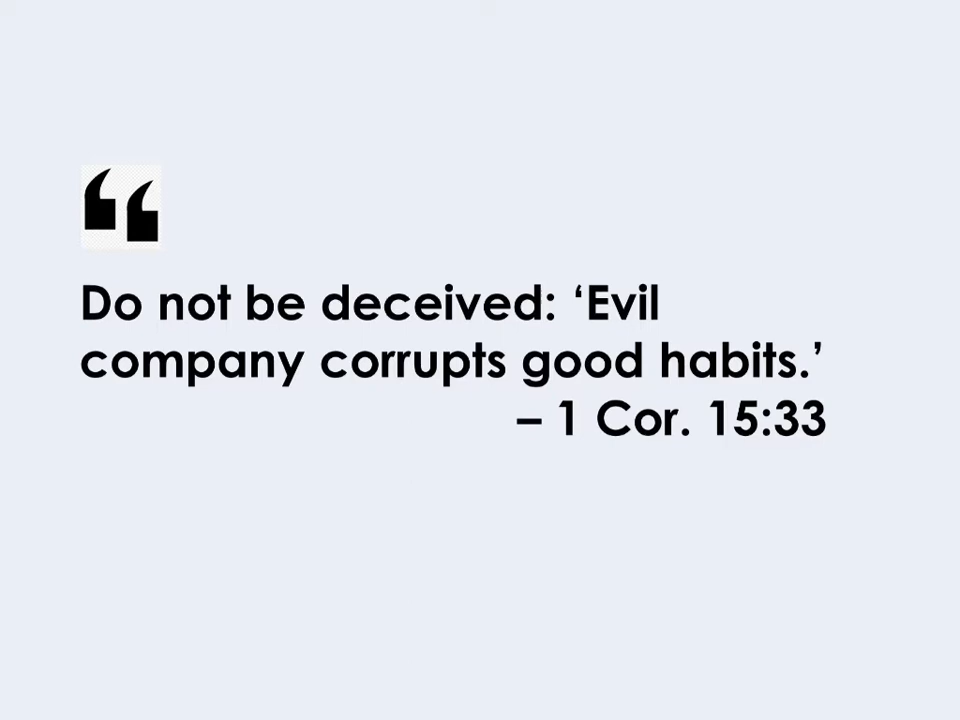 “
Do not be deceived: ‘Evil
company corrupts good habits.’
– 1 Cor. 15:33